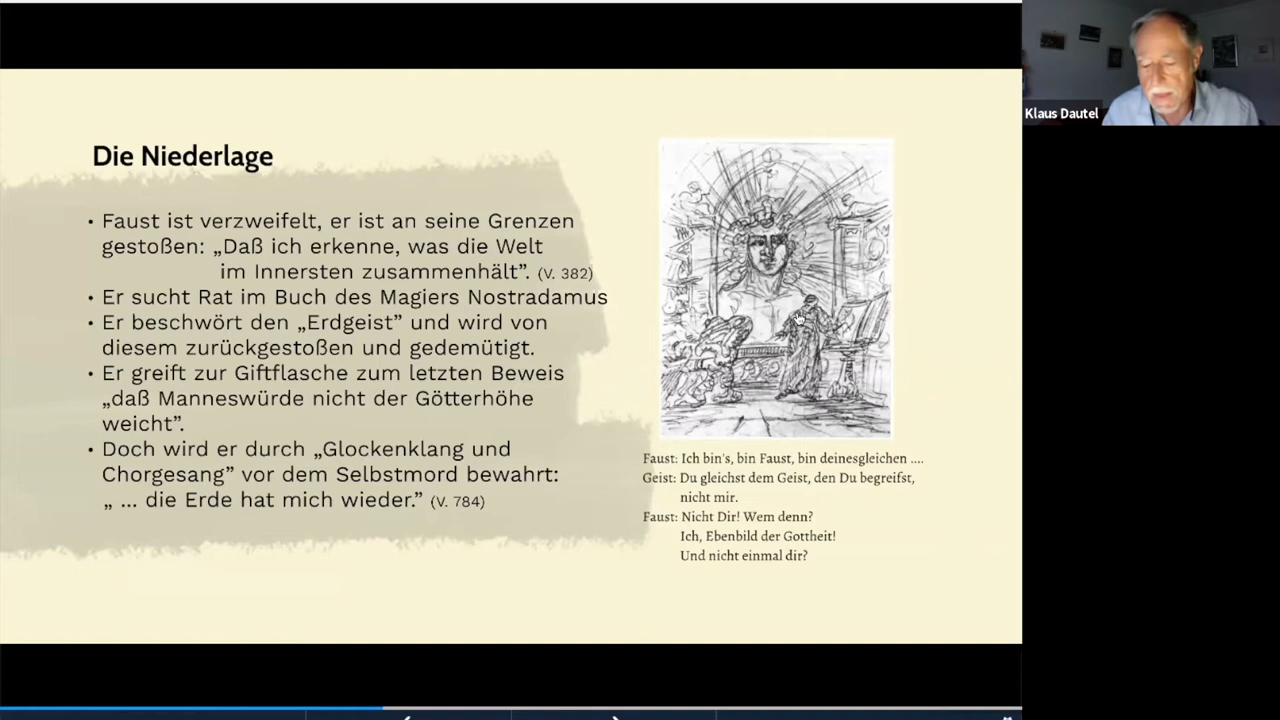 Die Niederlage
• Faust ist verzweifelt, er ist an seine Grenzen
gestoßen: „Daß ich erkenne, was die Welt
im Innersten zusammenhält”. (V. 382)
• Er sucht Rat im Buch des Magiers Nostradamus
• Er beschwört den „Erdgeist” und wird von
diesem zurückgestoßen und gedemütigt.
• Er greift zur Giftflasche zum letzten Beweis
„daß Manneswürde nicht der Götterhöhe
weicht”.
• Doch wird er durch „Glockenklang und
Chorgesang” vor dem Selbstmord bewahrt:
„ ... die Erde hat mich wieder.” (V. 784)
Faust: Ich bin's, bin Faust, bin deinesgleichen ....
Geist: Du gleichst dem Geist, den Du begreifst,
nicht mir.
Faust: Nicht Dir! Wem denn?
Ich, Ebenbild der Gottheit!
Und nicht einmal dir?
Klaus Dautel